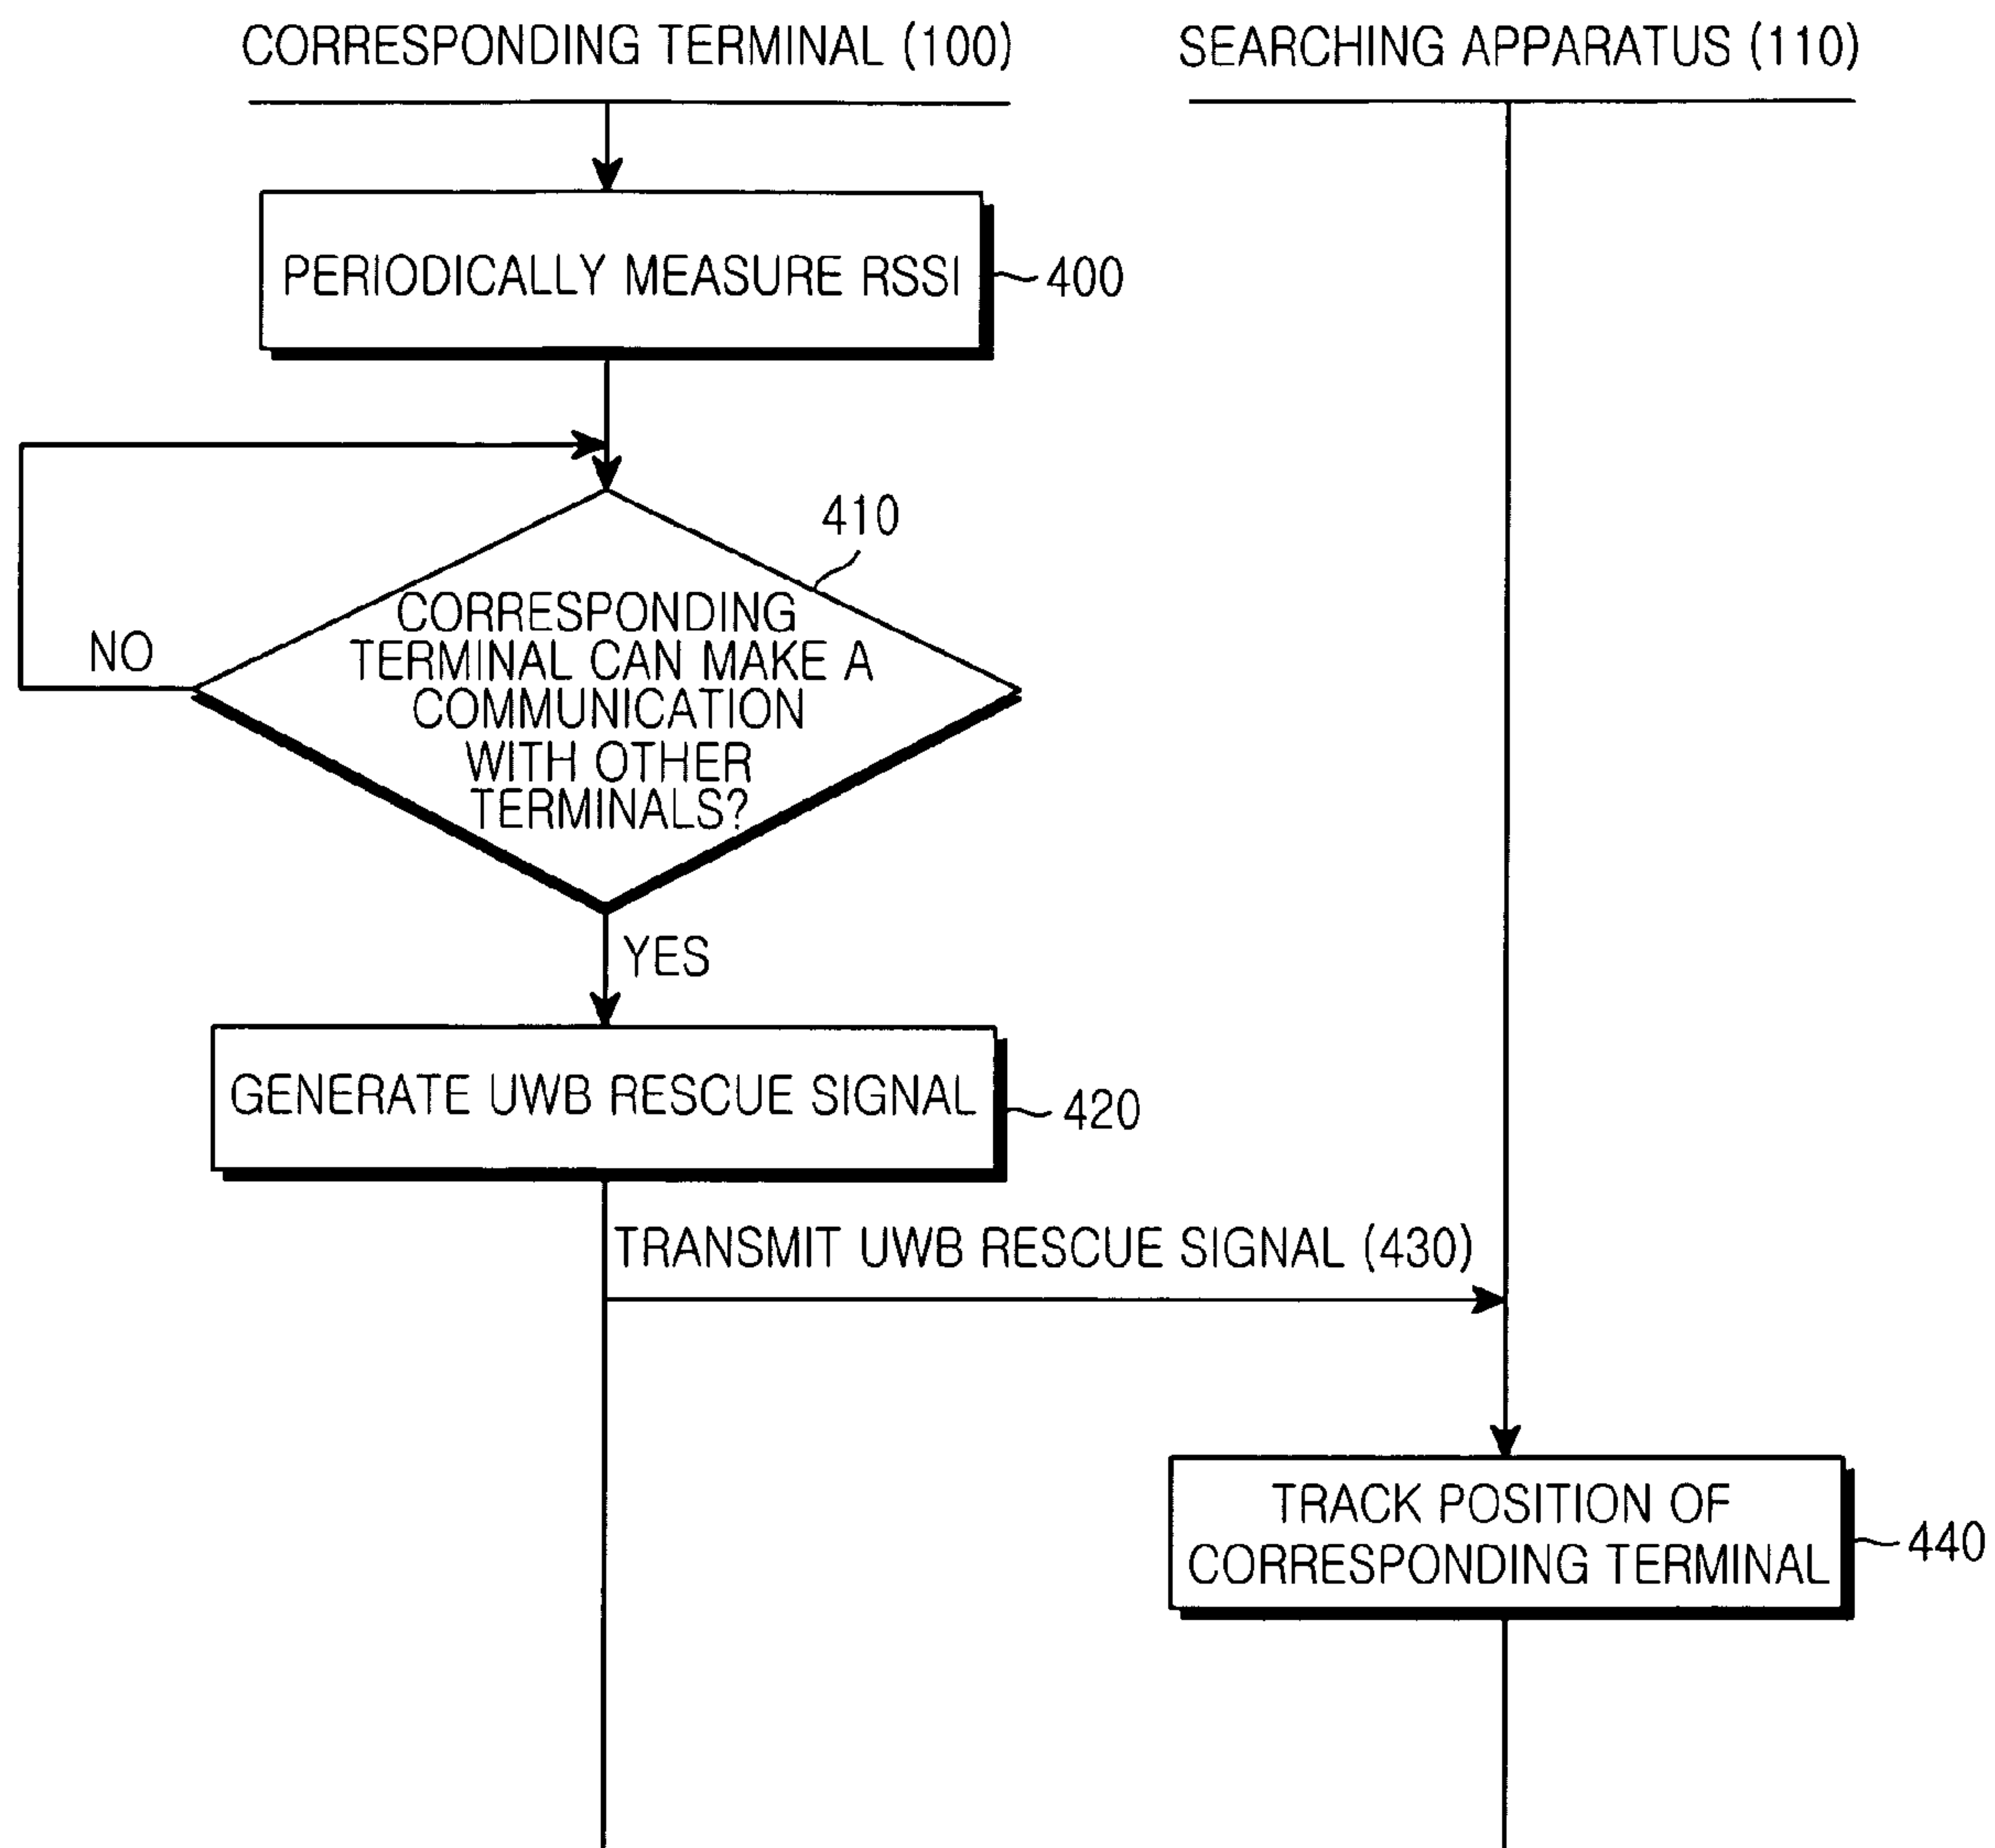 CORRESPONDING TERMINAL (100)
SEARCHING APPARATUS (110)
PERIODICALLY MEASURE RSSI
400
410
CORRESPONDING
TERMINAL CAN MAKE A
COMMUNICATION
WITH OTHER
TERMINALS?
NO
YES
GENERATE UWB RESCUE SIGNAL
420
TRANSMIT UWB RESCUE SIGNAL (430)
TRACK POSITION OF
CORRESPONDING TERMINAL
440